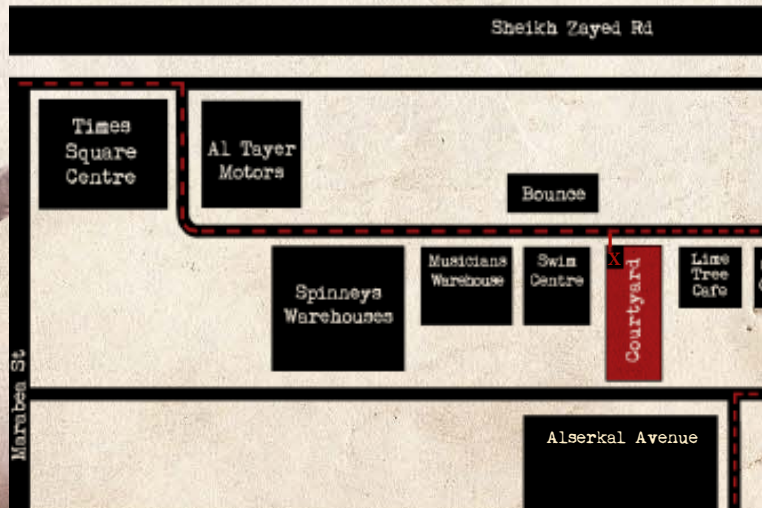 Sheikh Zayed Rd
Times
Square
Centre
Al Tayer
Motors
Bounce
Spinneys
Warehouses
Musicians
Warehouse
Swim
Centre
X
Courtyard
Lime
Tree
Cafe
Marabea St
Alserkal Avenue